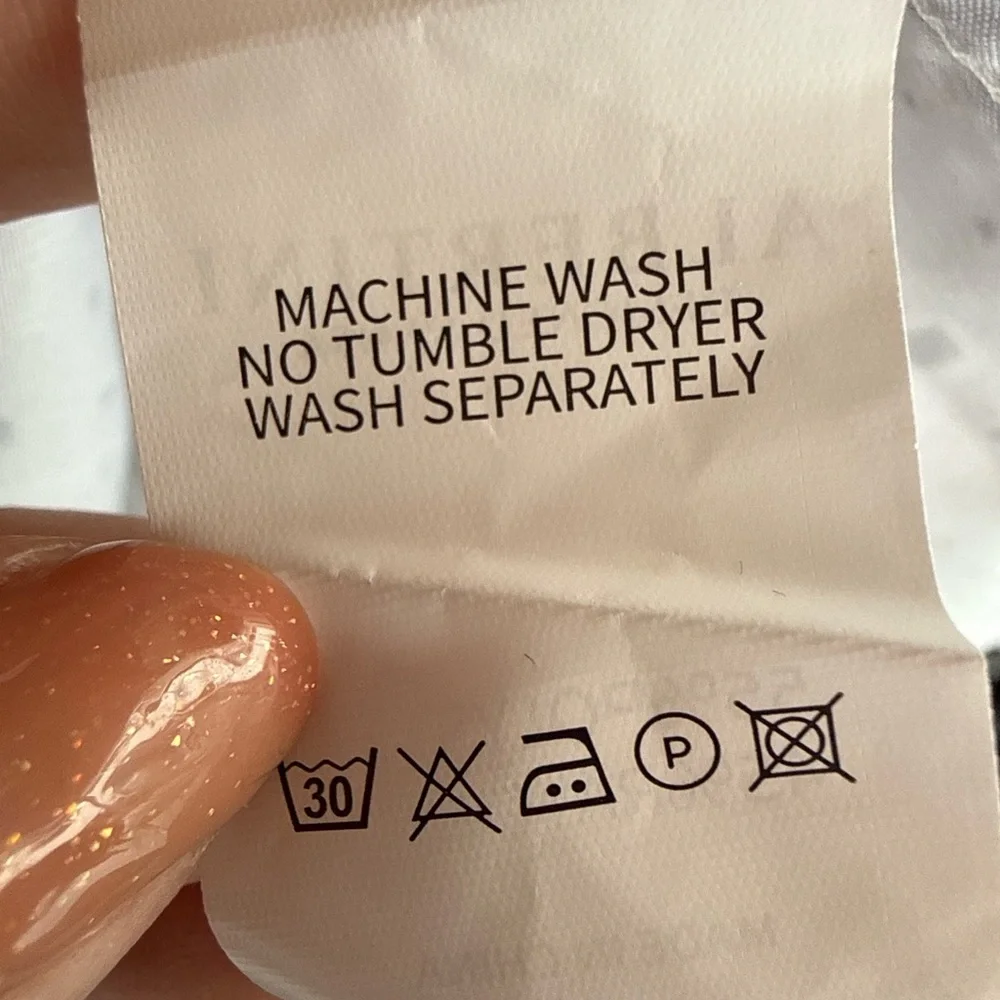 MACHINE WASH
NO TUMBLE DRYER
WASH SEPARATELY
30 P